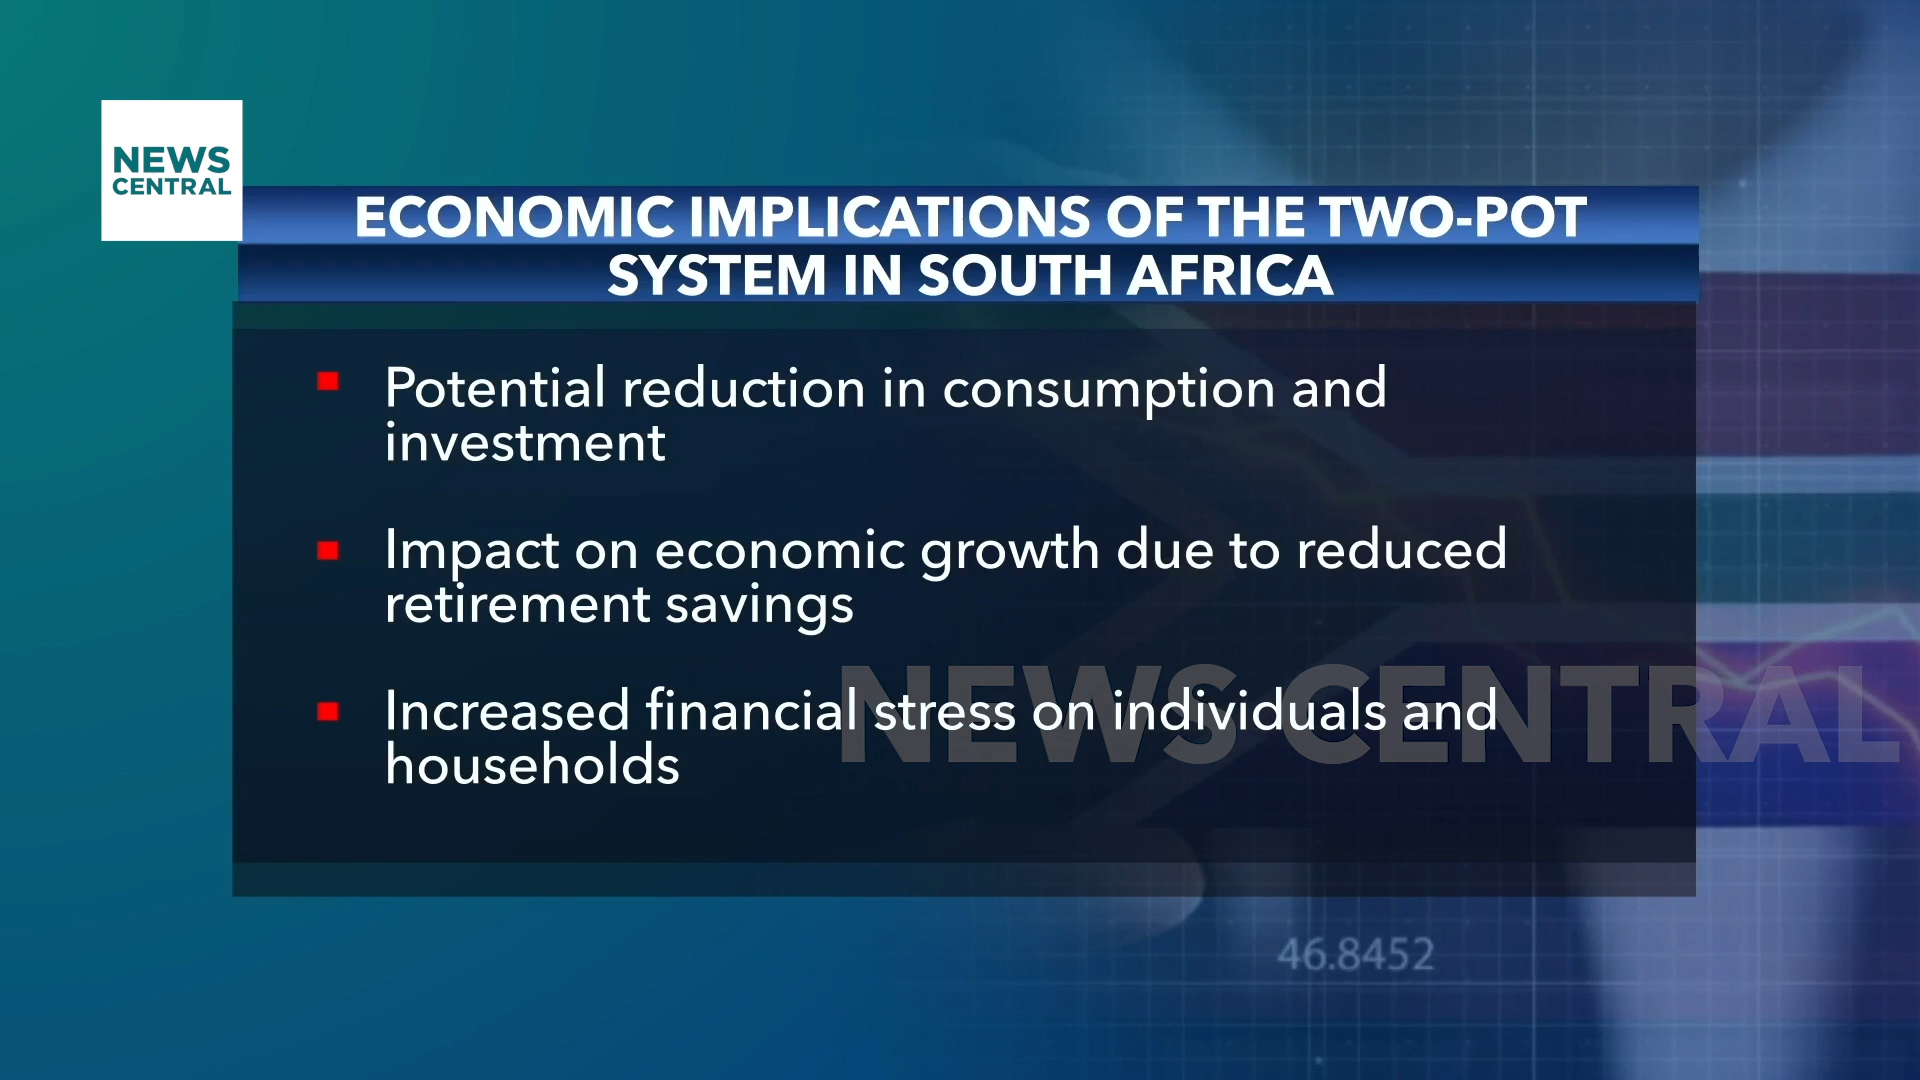 NEWS
CENTRAL
ECONOMIC IMPLICATIONS OF THE TWO-POT
SYSTEM IN SOUTH AFRICA
Potential reduction in consumption and
investment
Impact on economic growth due to reduced
retirement savings
Increased financial stress on individuals and
households
NEWS CENTRAL
46.8452